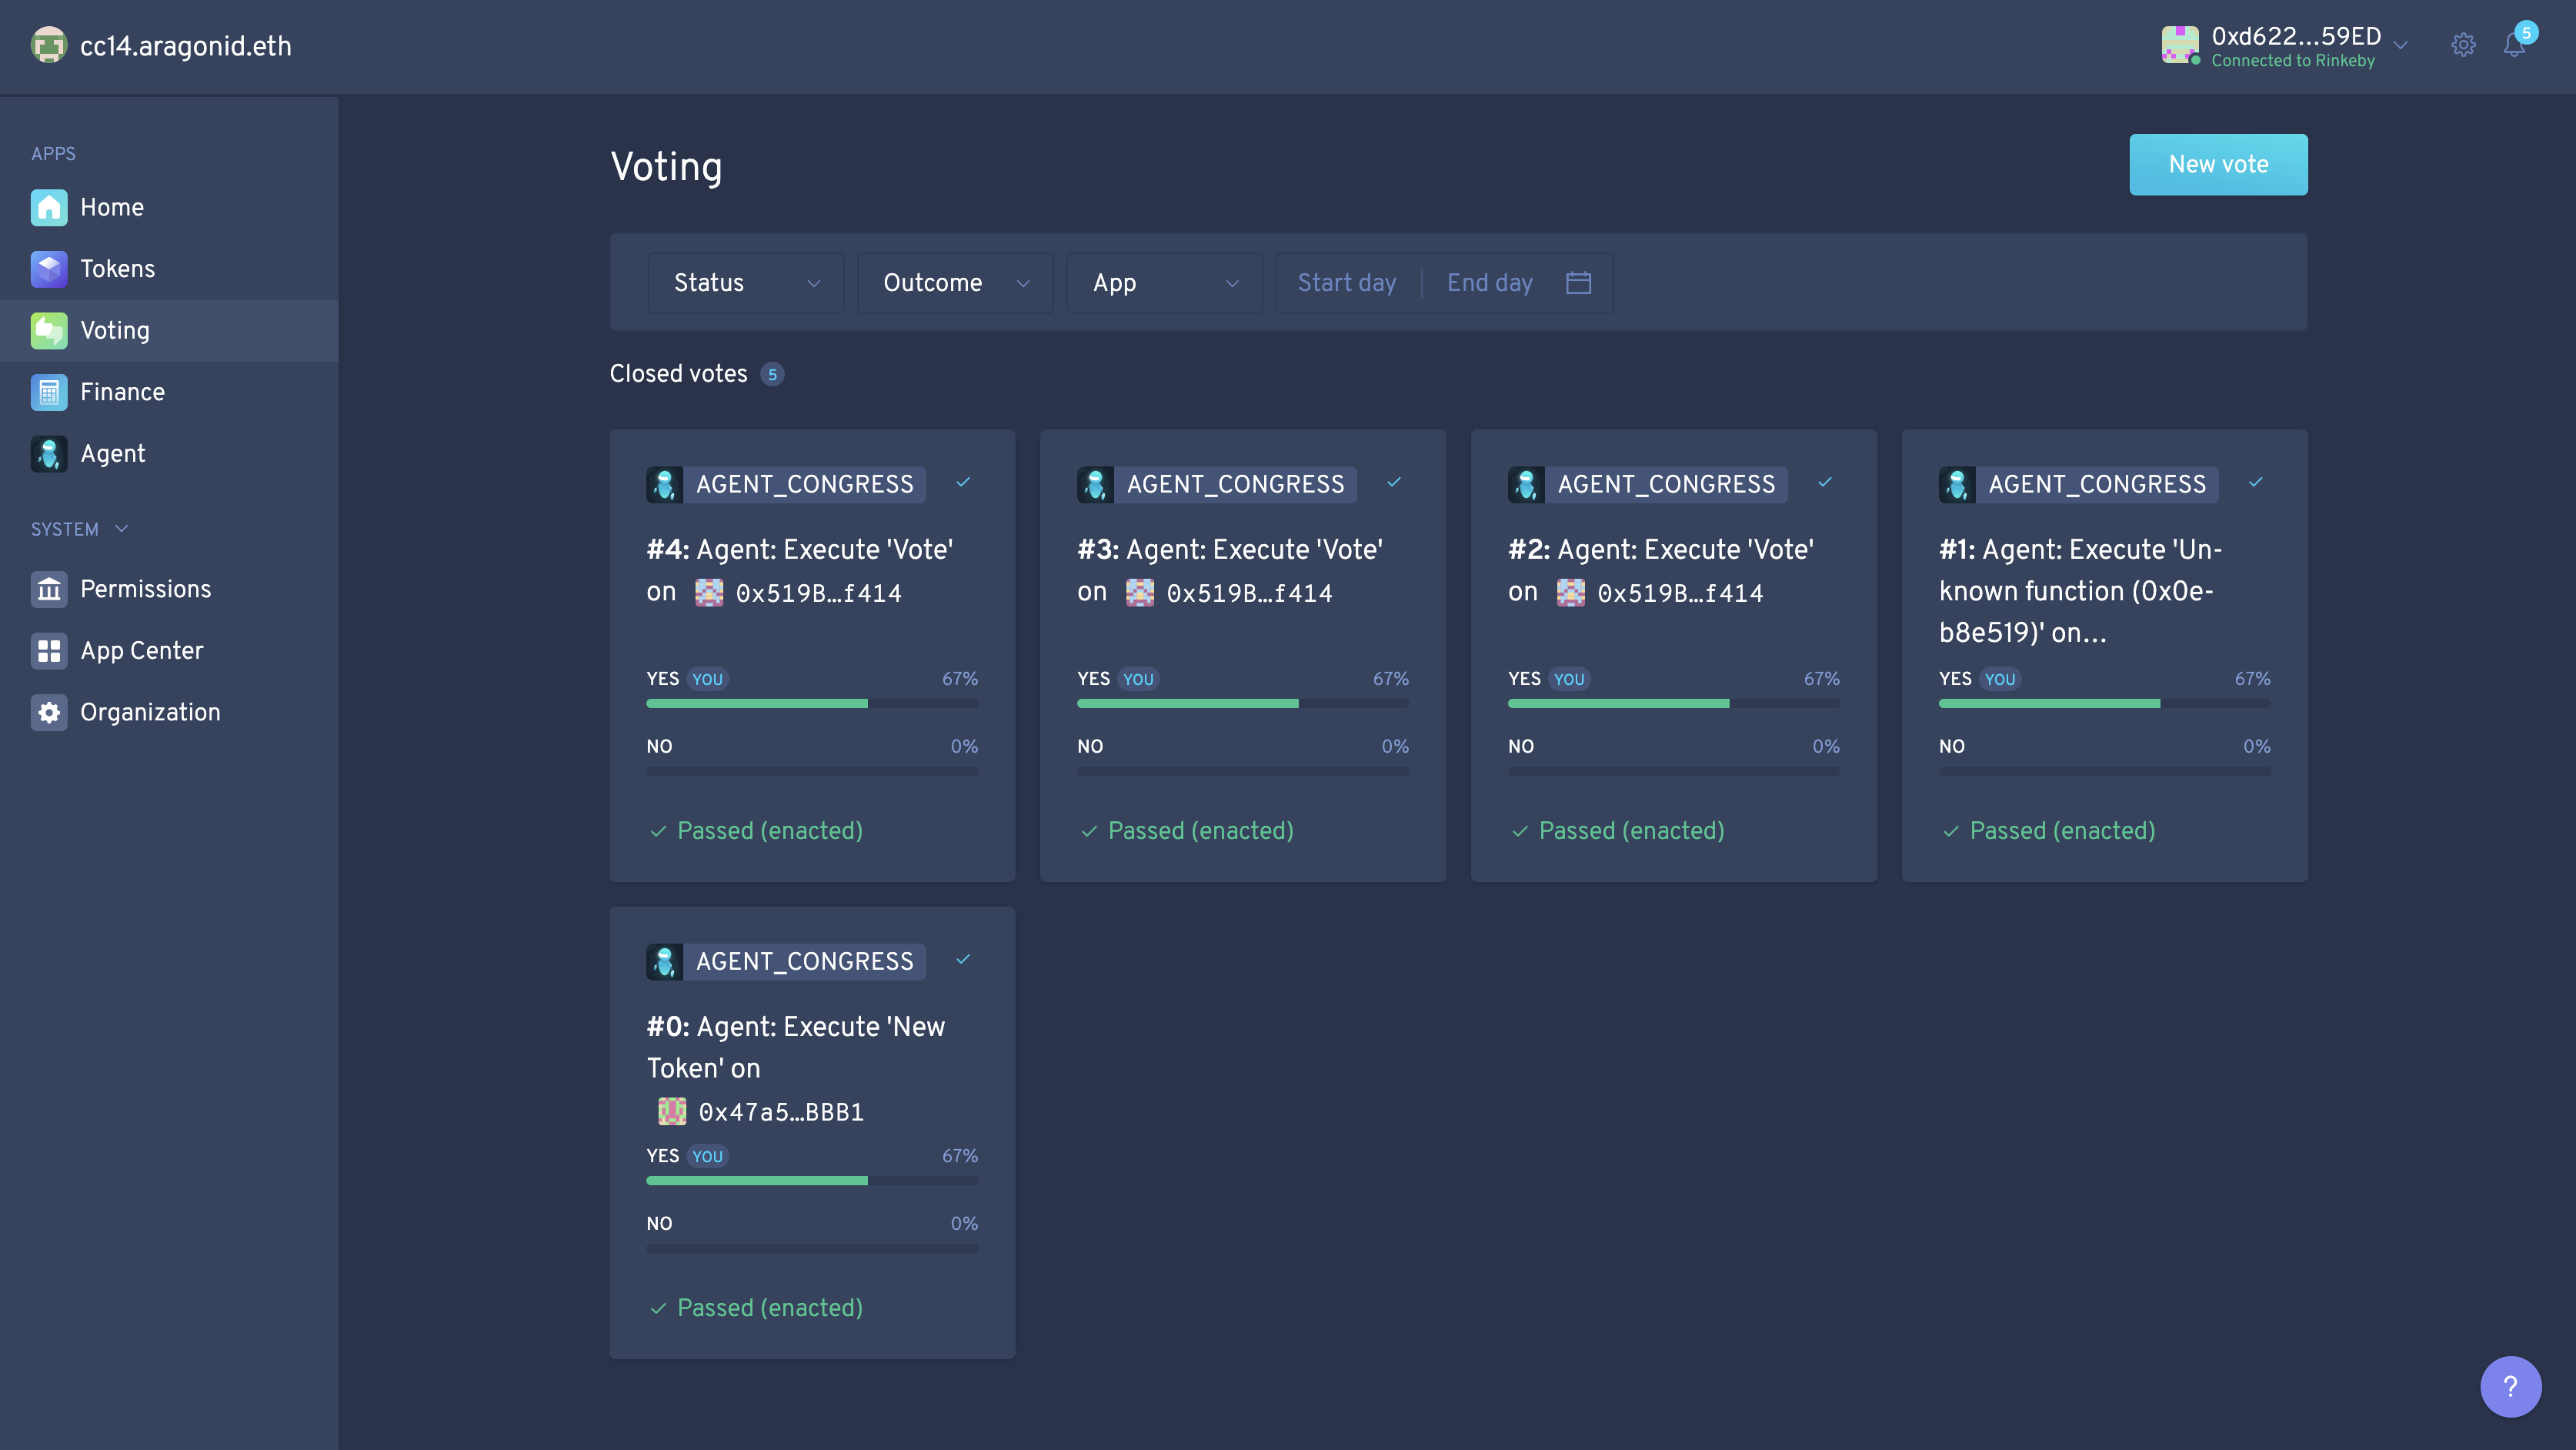 cc14.aragonid.eth
0xd622…59ED
Connected to Rinkeby
5
APPS
Home
Tokens
Voting
Finance
Agent
SYSTEM
Permissions
App Center
Organization
Voting
New vote
Status
Outcome
App
Start day | End day
Closed votes 5
AGENT_CONGRESS
#4: Agent: Execute 'Vote'
on 0x519B…f414
YES YOU 67%
NO 0%
Passed (enacted)
AGENT_CONGRESS
#3: Agent: Execute 'Vote'
on 0x519B…f414
YES YOU 67%
NO 0%
Passed (enacted)
AGENT_CONGRESS
#2: Agent: Execute 'Vote'
on 0x519B…f414
YES YOU 67%
NO 0%
Passed (enacted)
AGENT_CONGRESS
#1: Agent: Execute 'Un-
known function (0x0e-
b8e519)' on…
YES YOU 67%
NO 0%
Passed (enacted)
AGENT_CONGRESS
#0: Agent: Execute 'New
Token' on
0x47a5…BBB1
YES YOU 67%
NO 0%
Passed (enacted)
?